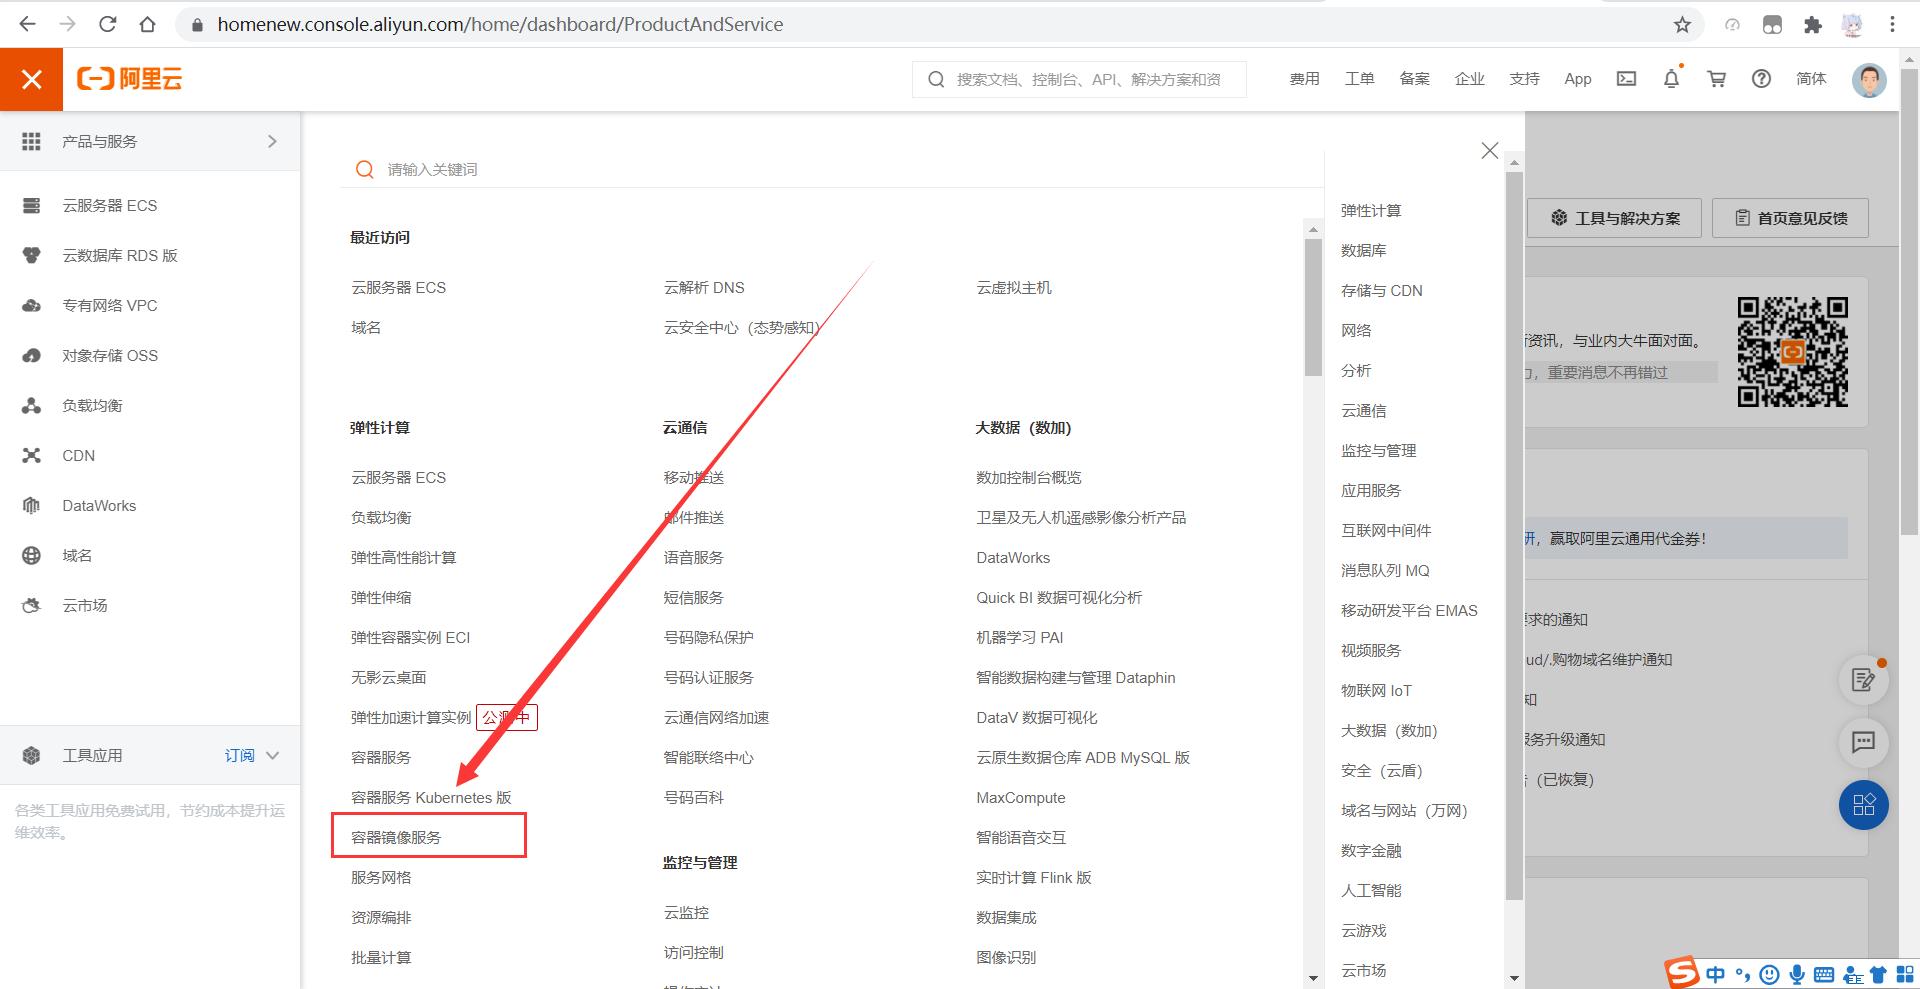 homenew.console.aliyun.com/home/dashboard/ProductAndService
阿里云
搜索文档、控制台、API、解决方案和资
费用
工单
备案
企业
支持
App
简体
产品与服务
云服务器 ECS
云数据库 RDS 版
专有网络 VPC
对象存储 OSS
负载均衡
CDN
DataWorks
域名
云市场
工具应用
订阅
各类工具应用免费试用，节约成本提升运
维效率。
请输入关键词
最近访问
云服务器 ECS
云解析 DNS
云虚拟主机
域名
云安全中心（态势感知）
弹性计算
云服务器 ECS
负载均衡
弹性高性能计算
弹性伸缩
弹性容器实例 ECI
无影云桌面
弹性加速计算实例 公测中
容器服务
容器服务 Kubernetes 版
容器镜像服务
服务网格
资源编排
批量计算
云通信
移动推送
邮件推送
语音服务
短信服务
号码隐私保护
号码认证服务
云通信网络加速
智能联络中心
号码百科
监控与管理
云监控
访问控制
大数据（数加）
数加控制台概览
卫星及无人机遥感影像分析产品
DataWorks
Quick BI 数据可视化分析
机器学习 PAI
智能数据构建与管理 Dataphin
DataV 数据可视化
云原生数据仓库 ADB MySQL 版
MaxCompute
智能语音交互
实时计算 Flink 版
数据集成
图像识别
弹性计算
数据库
存储与 CDN
网络
分析
云通信
监控与管理
应用服务
互联网中间件
消息队列 MQ
移动研发平台 EMAS
视频服务
物联网 IoT
大数据（数加）
安全（云盾）
域名与网站（万网）
数字金融
人工智能
云游戏
云市场
工具与解决方案
首页意见反馈
资讯，与业内大牛面对面。
，重要消息不再错过
研，赢取阿里云通用代金券！
求的通知
ud/.购物域名维护通知
知
服务升级通知
（已恢复）
中